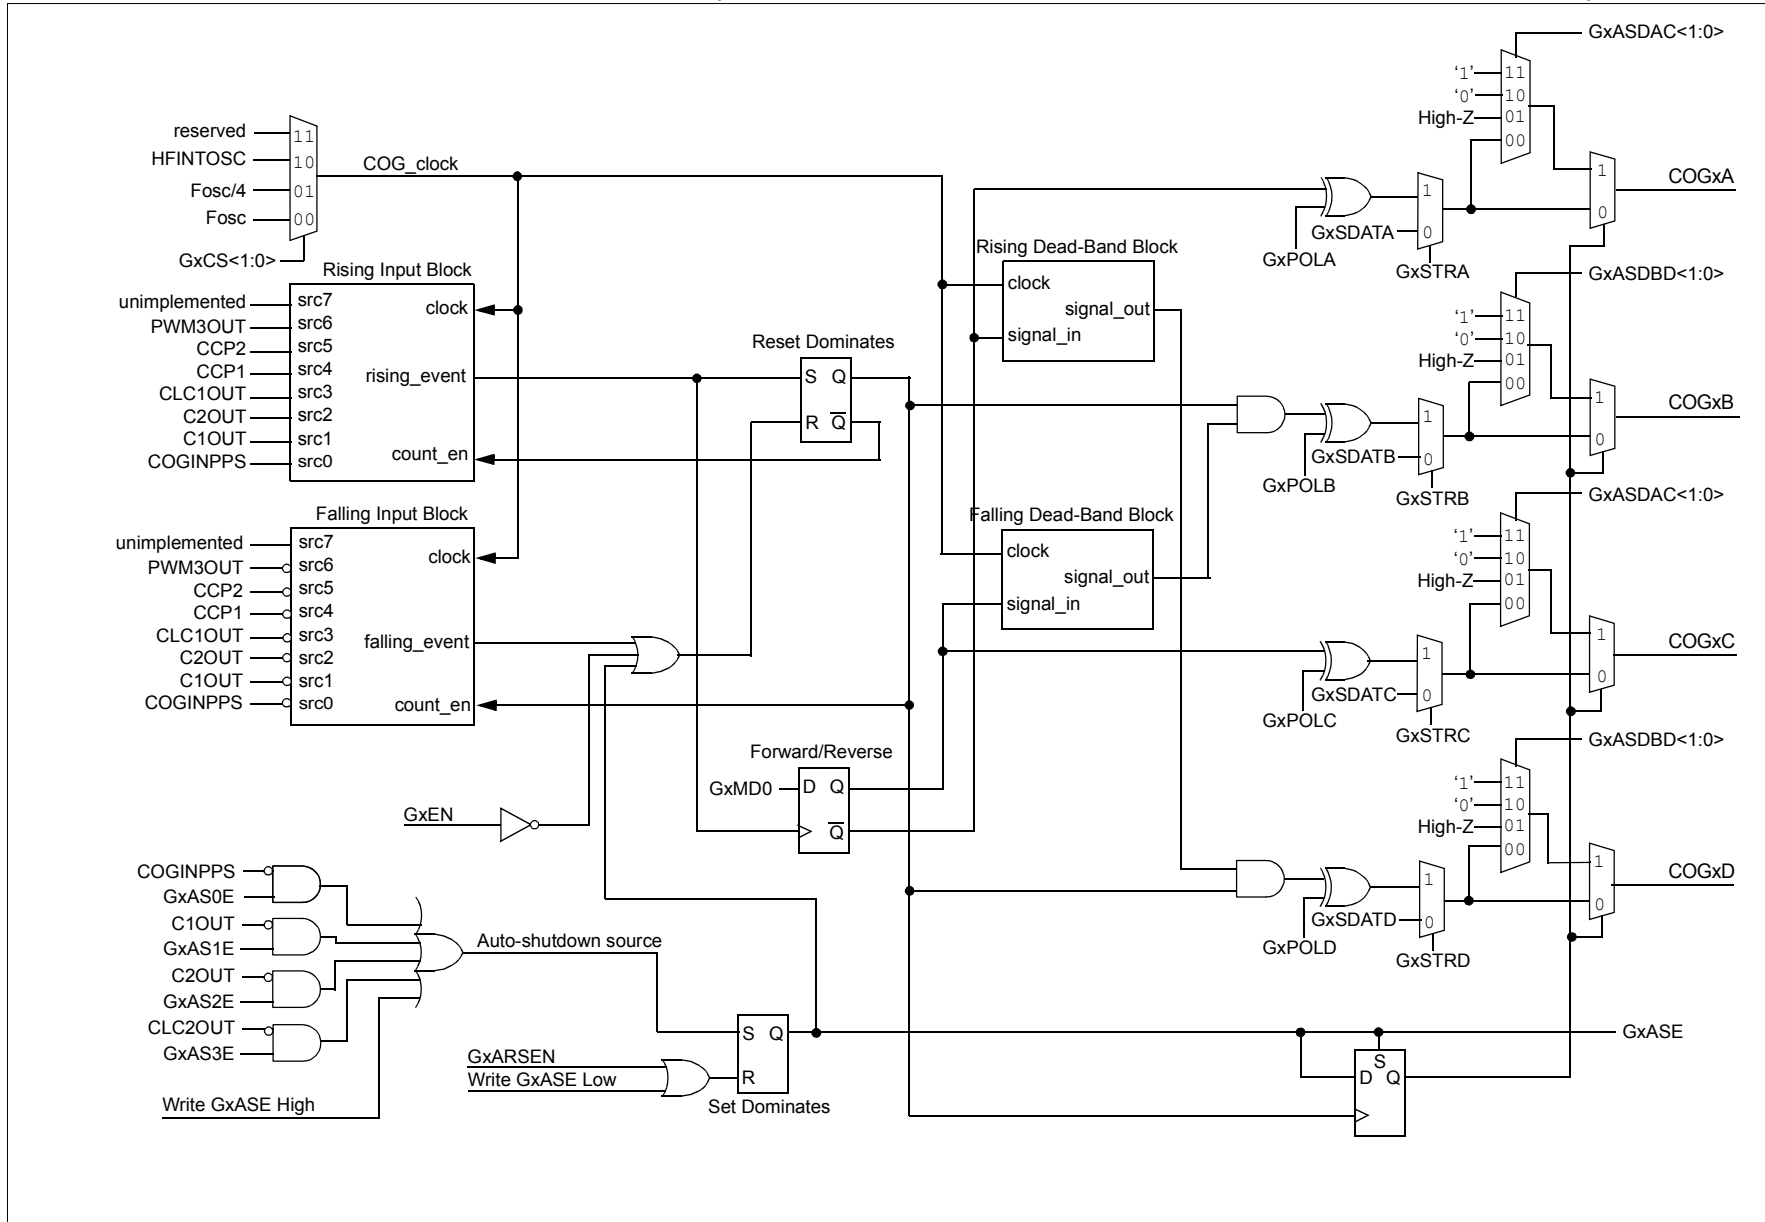 GxASDAC<1:0>
'1' 11
'0' 10
High-Z 01
00
1
0
COGxA
reserved 11
HFINTOSC 10
Fosc/4 01
Fosc 00
GxCS<1:0>
COG_clock
GxPOLA
GxSDATA
1
0
GxSTRA
Rising Input Block
unimplemented src7
PWM3OUT src6
CCP2 src5
CCP1 src4
CLC1OUT src3
C2OUT src2
C1OUT src1
COGINPPS src0
clock
rising_event
count_en
Reset Dominates
S Q
R Q
Rising Dead-Band Block
clock
signal_out
signal_in
GxASDBD<1:0>
'1' 11
'0' 10
High-Z 01
00
1
0
COGxB
GxPOLB
GxSDATB
1
0
GxSTRB
Falling Input Block
unimplemented src7
PWM3OUT src6
CCP2 src5
CCP1 src4
CLC1OUT src3
C2OUT src2
C1OUT src1
COGINPPS src0
clock
falling_event
count_en
Falling Dead-Band Block
clock
signal_out
signal_in
GxASDAC<1:0>
'1' 11
'0' 10
High-Z 01
00
1
0
COGxC
GxPOLC
GxSDATC
1
0
GxSTRC
Forward/Reverse
GxMD0 D Q
Q
GxEN
GxASDBD<1:0>
'1' 11
'0' 10
High-Z 01
00
1
0
COGxD
GxPOLD
GxSDATD
1
0
GxSTRD
COGINPPS
GxAS0E
C1OUT
GxAS1E
C2OUT
GxAS2E
CLC2OUT
GxAS3E
Auto-shutdown source
Write GxASE High
GxARSEN
Write GxASE Low
S Q
R
Set Dominates
GxASE
S
D Q